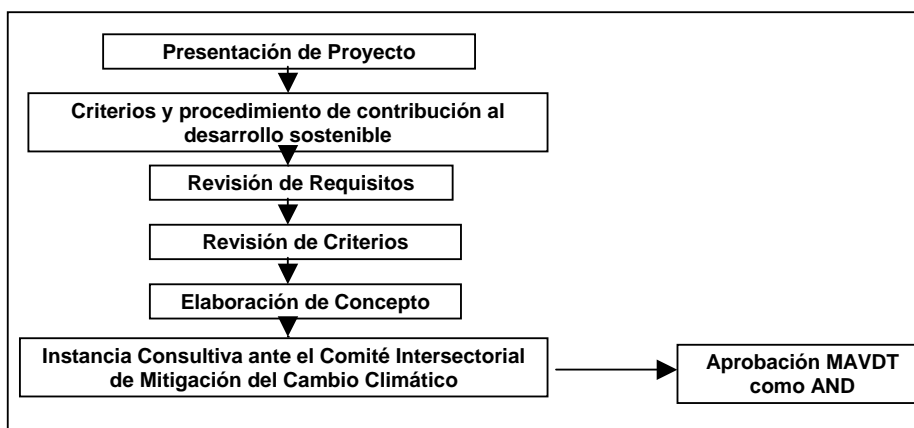 Presentación de Proyecto
Criterios y procedimiento de contribución al
desarrollo sostenible
Revisión de Requisitos
Revisión de Criterios
Elaboración de Concepto
Instancia Consultiva ante el Comité Intersectorial
de Mitigación del Cambio Climático
Aprobación MAVDT
como AND